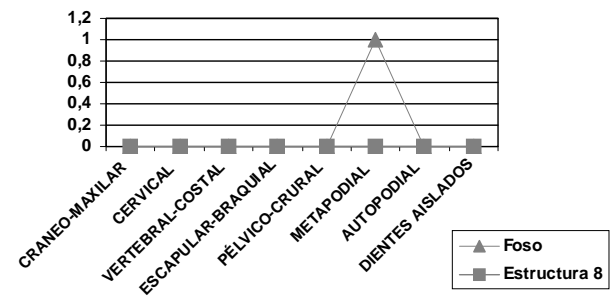 1,2
1
0,8
0,6
0,4
0,2
0
CRANEO-MAXILAR
CERVICAL
VERTEBRAL-COSTAL
ESCAPULAR-BRAQUIAL
PÉLVICO-CRURAL
METAPODIAL
AUTOPODIAL
DIENTES AISLADOS
Foso
Estructura 8